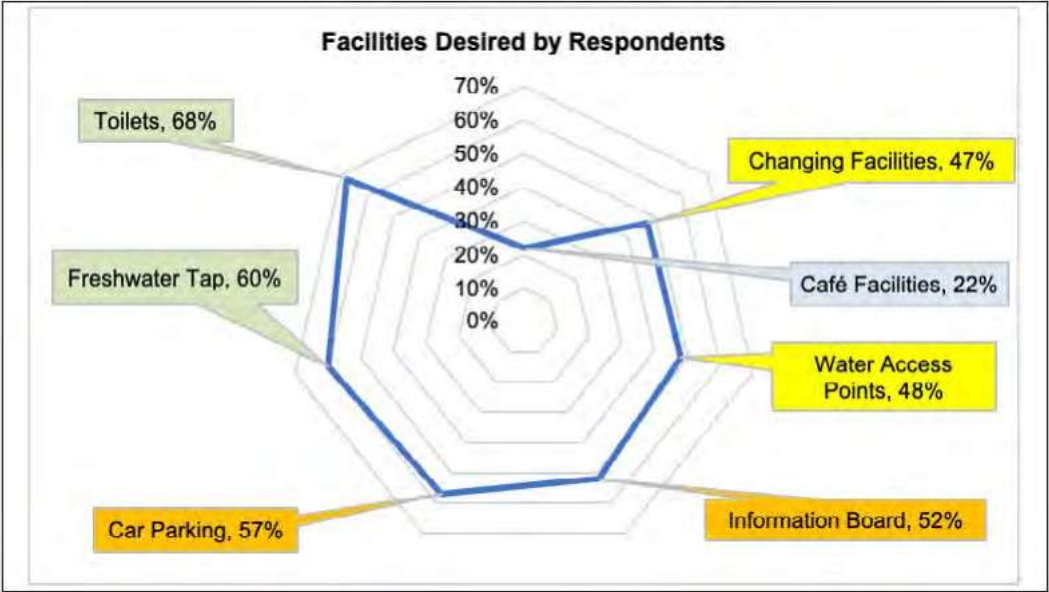 Facilities Desired by Respondents
70%
60%
50%
40%
30%
20%
10%
0%
Toilets, 68%
Changing Facilities, 47%
Freshwater Tap, 60%
Café Facilities, 22%
Water Access
Points, 48%
Car Parking, 57%
Information Board, 52%